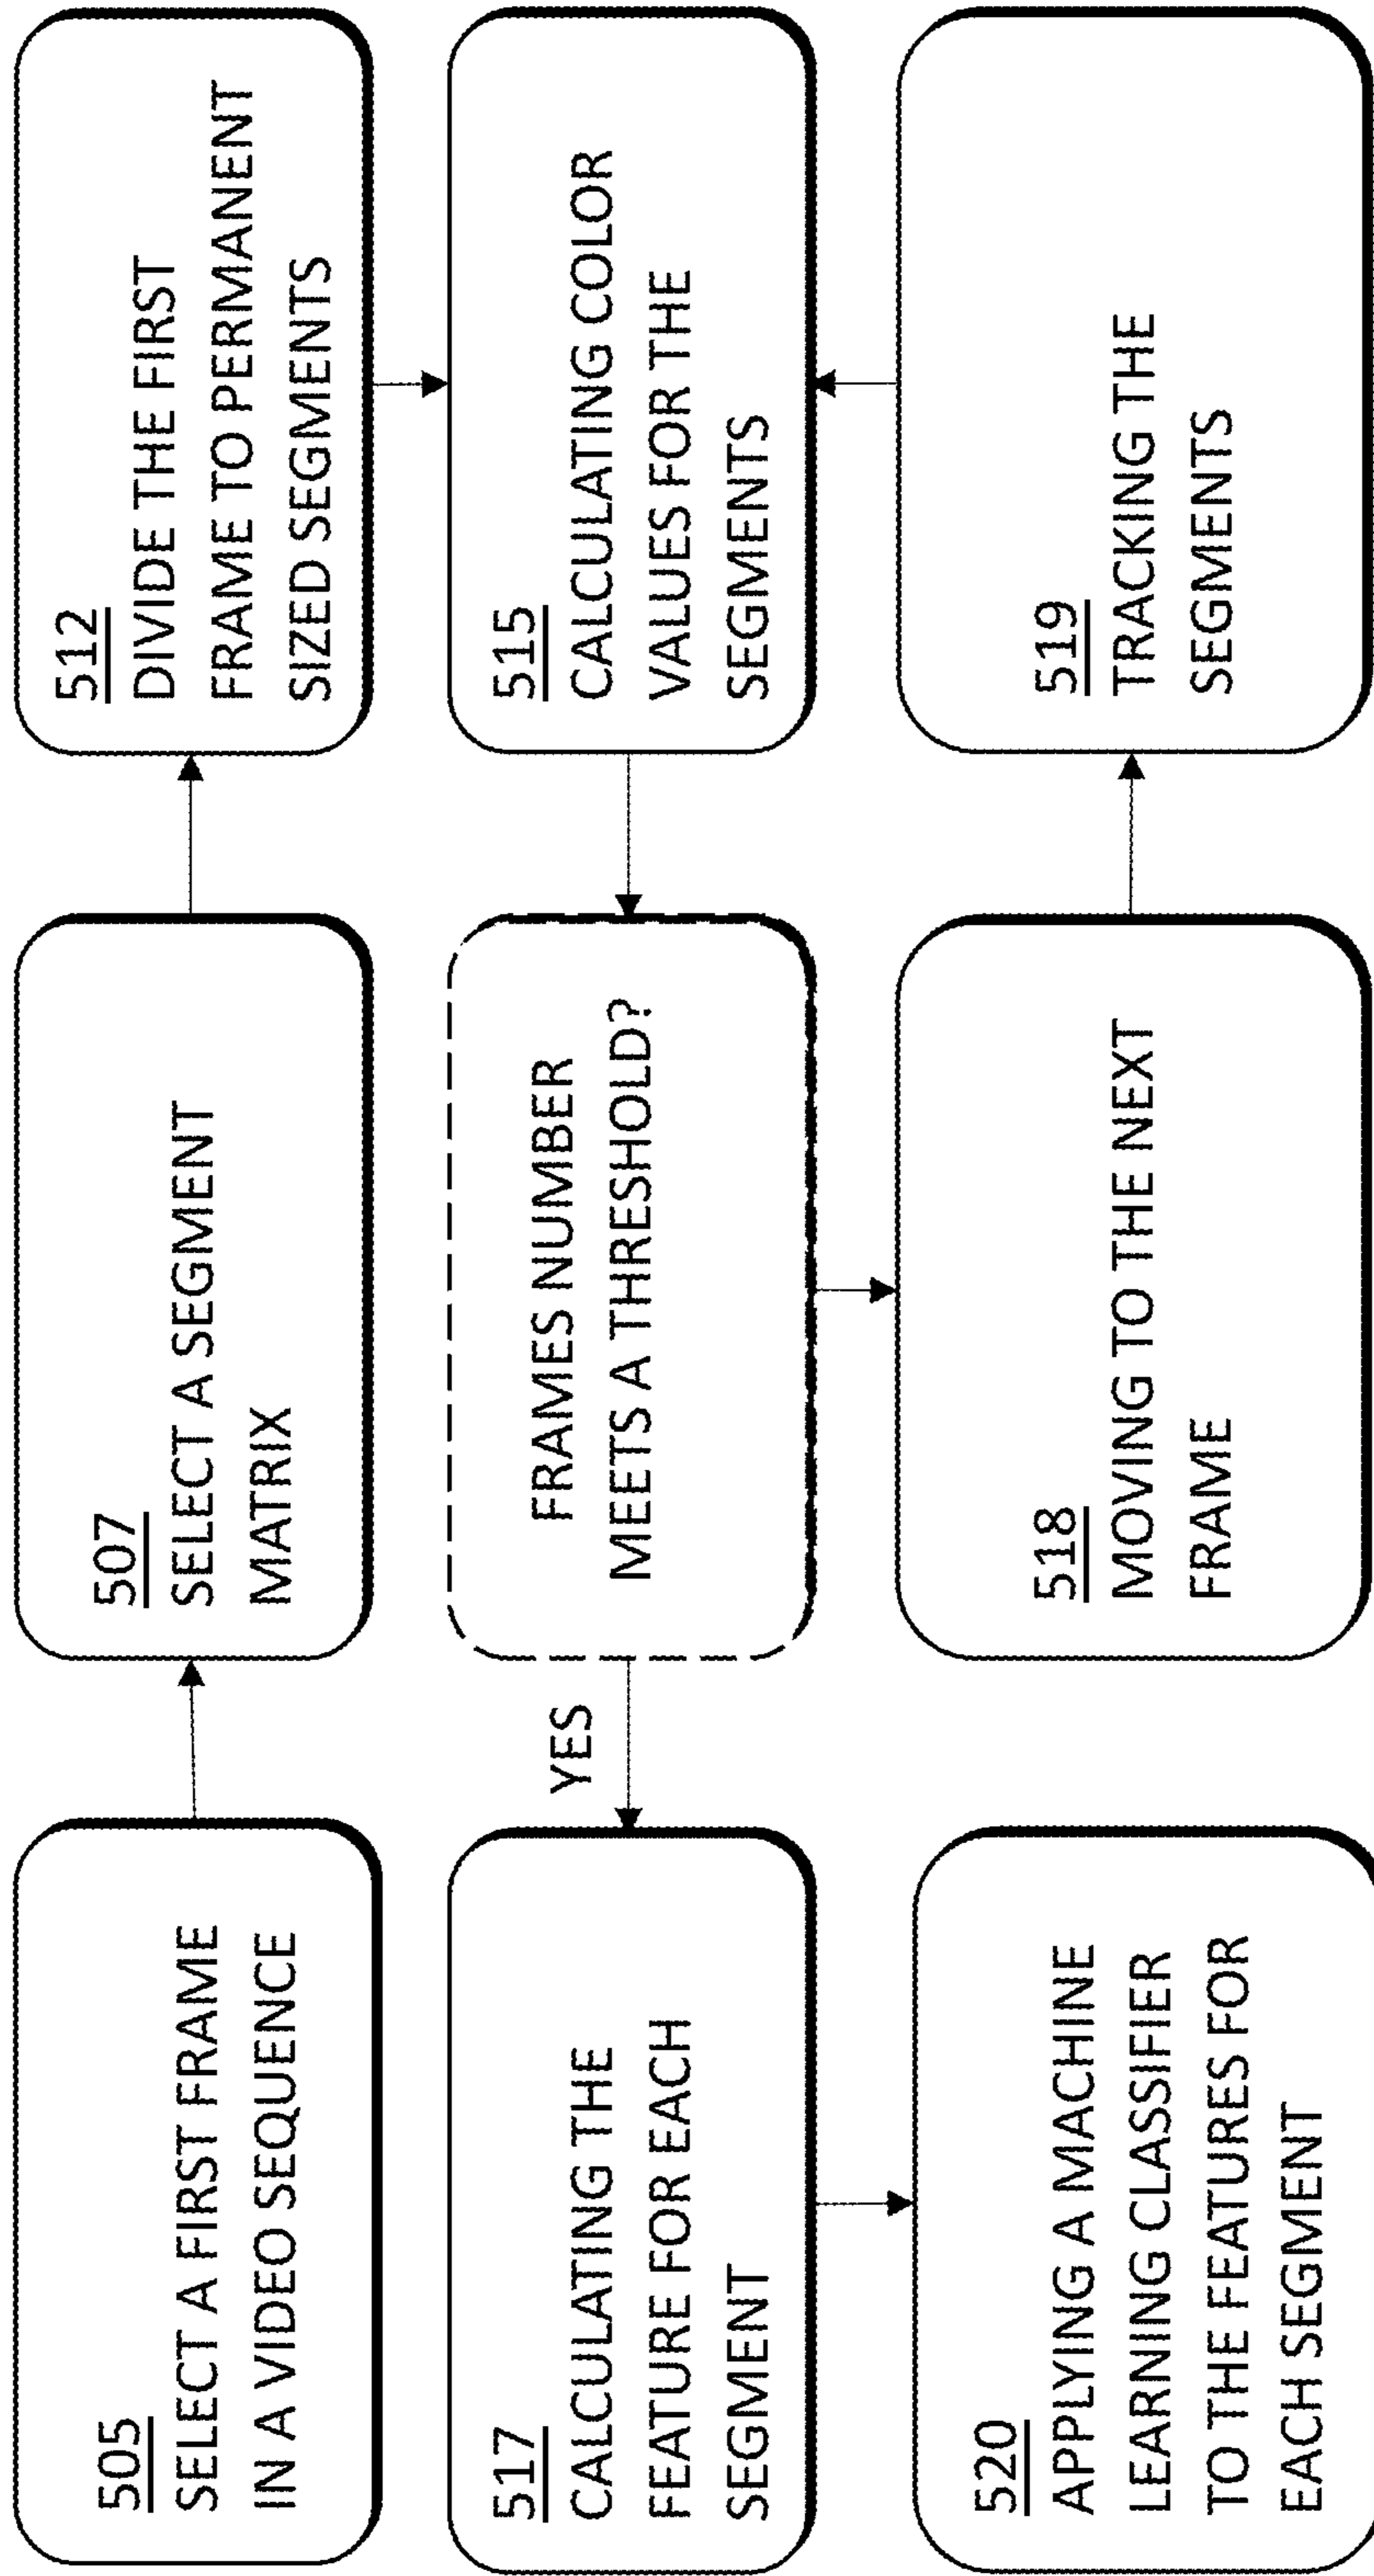 505
SELECT A FIRST FRAME
IN A VIDEO SEQUENCE
507
SELECT A SEGMENT
MATRIX
512
DIVIDE THE FIRST
FRAME TO PERMANENT
SIZED SEGMENTS
517
CALCULATING THE
FEATURE FOR EACH
SEGMENT
YES
FRAMES NUMBER
MEETS A THRESHOLD?
515
CALCULATING COLOR
VALUES FOR THE
SEGMENTS
520
APPLYING A MACHINE
LEARNING CLASSIFIER
TO THE FEATURES FOR
EACH SEGMENT
518
MOVING TO THE NEXT
FRAME
519
TRACKING THE
SEGMENTS